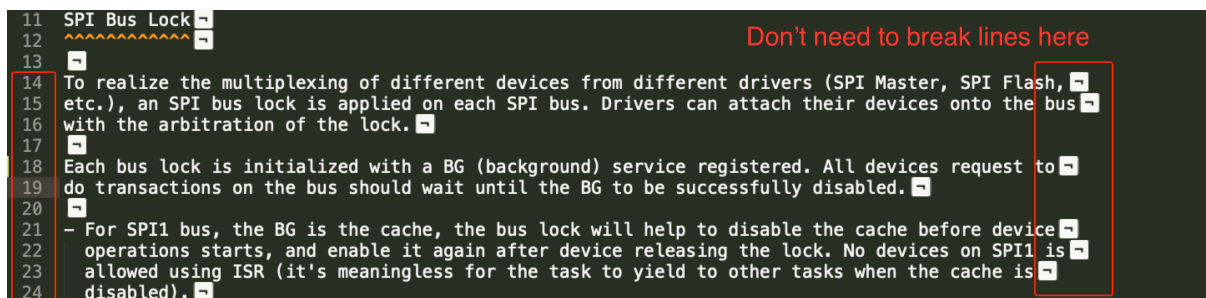 11 SPI Bus Lock¬
12 ^^^^^^^^^^^^¬
Don't need to break lines here
13 ¬
14 To realize the multiplexing of different devices from different drivers (SPI Master, SPI Flash,¬
15 etc.), an SPI bus lock is applied on each SPI bus. Drivers can attach their devices onto the bus¬
16 with the arbitration of the lock.¬
17 ¬
18 Each bus lock is initialized with a BG (background) service registered. All devices request to¬
19 do transactions on the bus should wait until the BG to be successfully disabled.¬
20 ¬
21 - For SPI1 bus, the BG is the cache, the bus lock will help to disable the cache before device¬
22 operations starts, and enable it again after device releasing the lock. No devices on SPI1 is¬
23 allowed using ISR (it's meaningless for the task to yield to other tasks when the cache is¬
24 disabled).¬